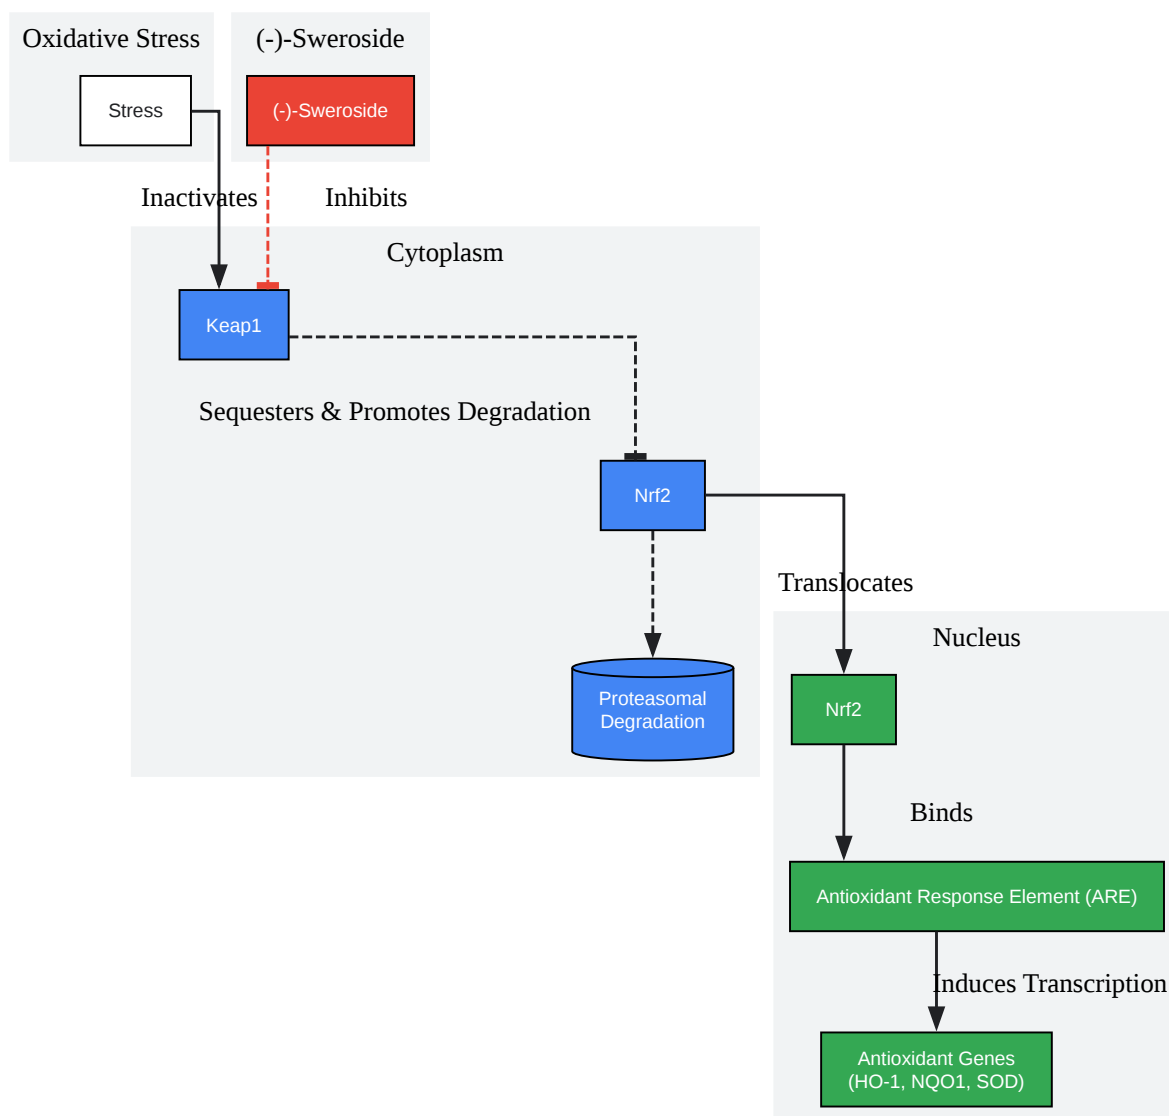 Oxidative Stress
(-)-Sweroside
Stress
(-)-Sweroside
Inactivates
Inhibits
Cytoplasm
Keap1
Sequesters & Promotes Degradation
Nrf2
Translocates
Nucleus
Proteasomal
Degradation
Nrf2
Binds
Antioxidant Response Element (ARE)
Induces Transcription
Antioxidant Genes
(HO-1, NQO1, SOD)